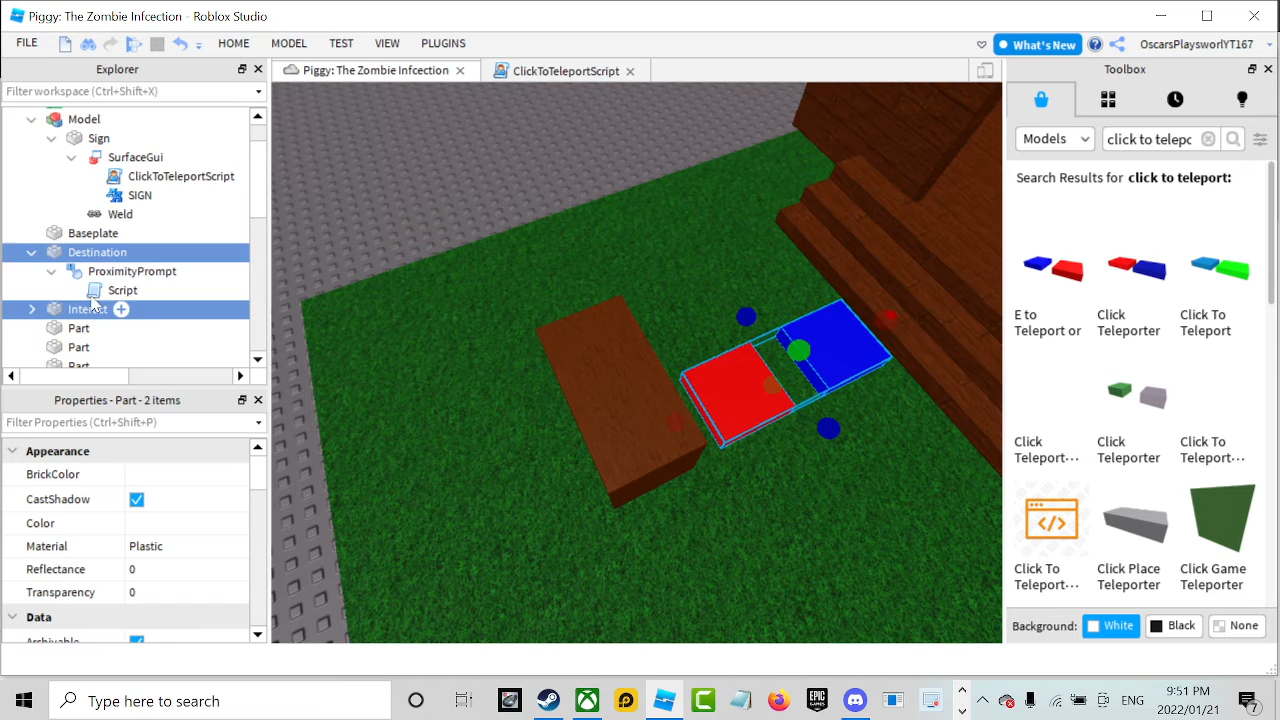 Piggy: The Zombie Infcection - Roblox Studio
FILE HOME MODEL TEST VIEW PLUGINS What's New OscarsPlaysworlYT167
Explorer
Filter workspace (Ctrl+Shift+X)
Model
Sign
SurfaceGui
ClickToTeleportScript
SIGN
Weld
Baseplate
Destination
ProximityPrompt
Script
Part
Part
Part
Properties - Part - 2 items
Filter Properties (Ctrl+Shift+P)
Appearance
BrickColor
CastShadow
Color
Material Plastic
Reflectance 0
Transparency 0
Data
Archivable
Piggy: The Zombie Infcection ClickToTeleportScript
Toolbox
Models click to telepc
Search Results for click to teleport:
E to Teleport or
Click Teleporter
Click To Teleport
Click Teleport...
Click Teleporter
Click To Teleport...
Click To Teleport...
Click Place Teleporter
Click Game Teleporter
Background: White Black None
Type here to search
ENG
9:51 PM
2022/01/21
7